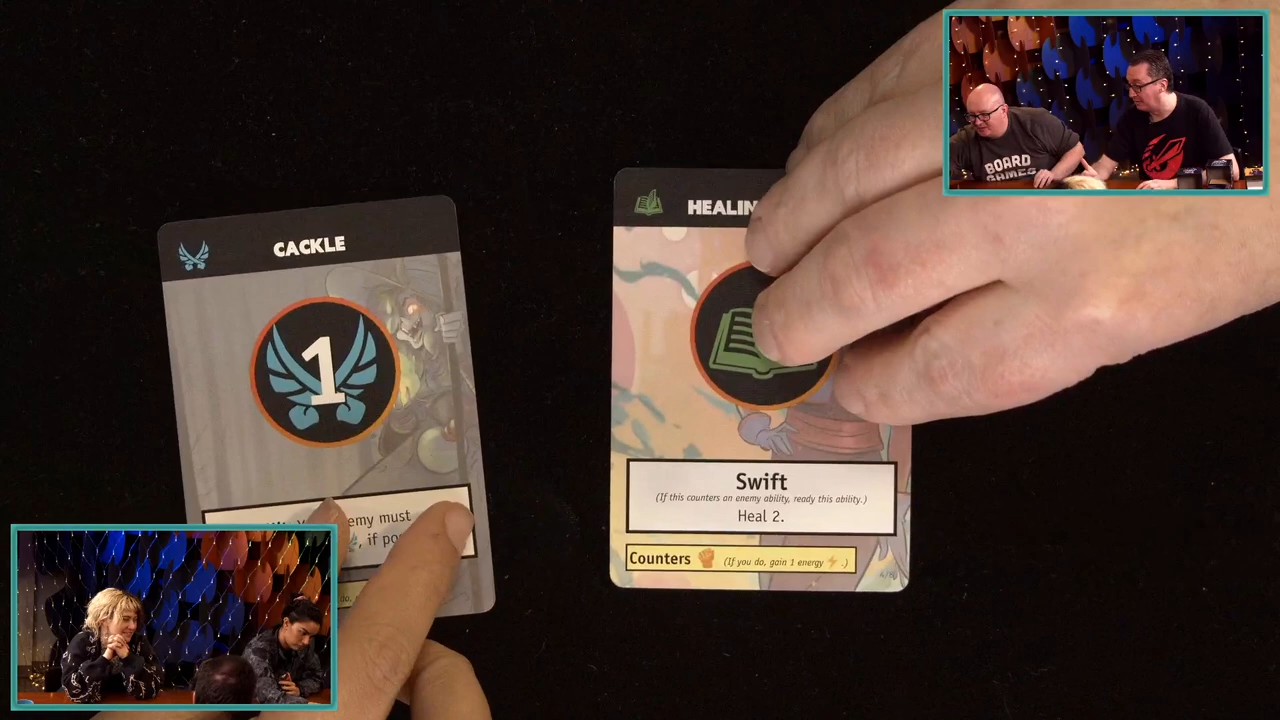 CACKLE
1
emy must
, if po
HEALIN
Swift
(If this counters an enemy ability, ready this ability.)
Heal 2.
Counters (If you do, gain 1 energy .)
BOARD
GAMES